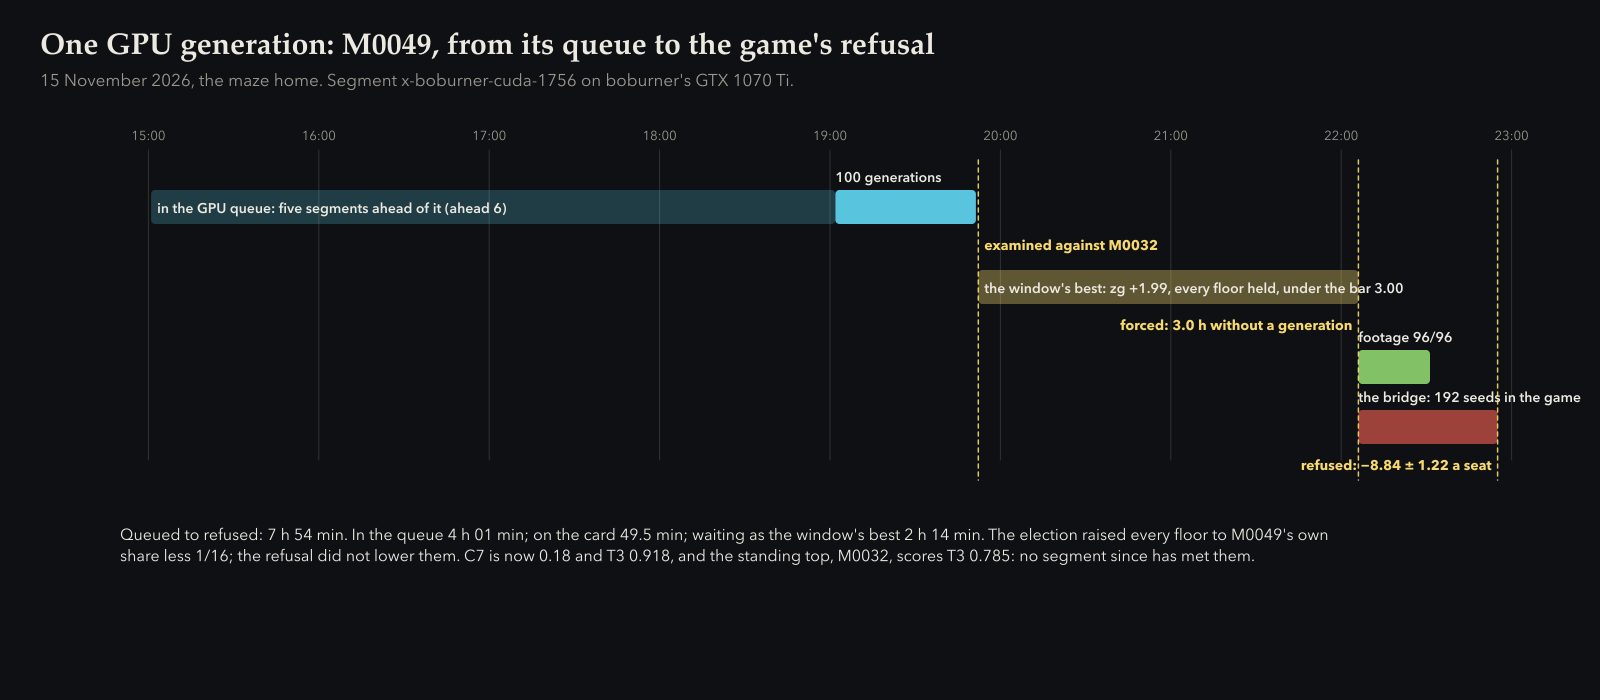 One GPU generation: M0049, from its queue to the game's refusal
15 November 2026, the maze home. Segment x-boburner-cuda-1756 on boburner's GTX 1070 Ti.
15:00 16:00 17:00 18:00 19:00 20:00 21:00 22:00 23:00
100 generations
in the GPU queue: five segments ahead of it (ahead 6)
examined against M0032
the window's best: zg +1.99, every floor held, under the bar 3.00
forced: 3.0 h without a generation
footage 96/96
the bridge: 192 seeds in the game
refused: −8.84 ± 1.22 a seat
Queued to refused: 7 h 54 min. In the queue 4 h 01 min; on the card 49.5 min; waiting as the window's best 2 h 14 min. The election raised every floor to M0049's own
share less 1/16; the refusal did not lower them. C7 is now 0.18 and T3 0.918, and the standing top, M0032, scores T3 0.785: no segment since has met them.